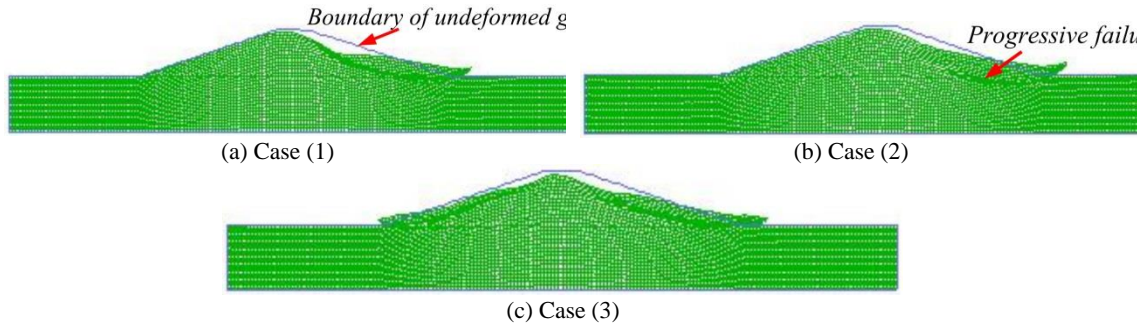 Boundary of undeformed g
Progressive failu
(a) Case (1)
(b) Case (2)
(c) Case (3)